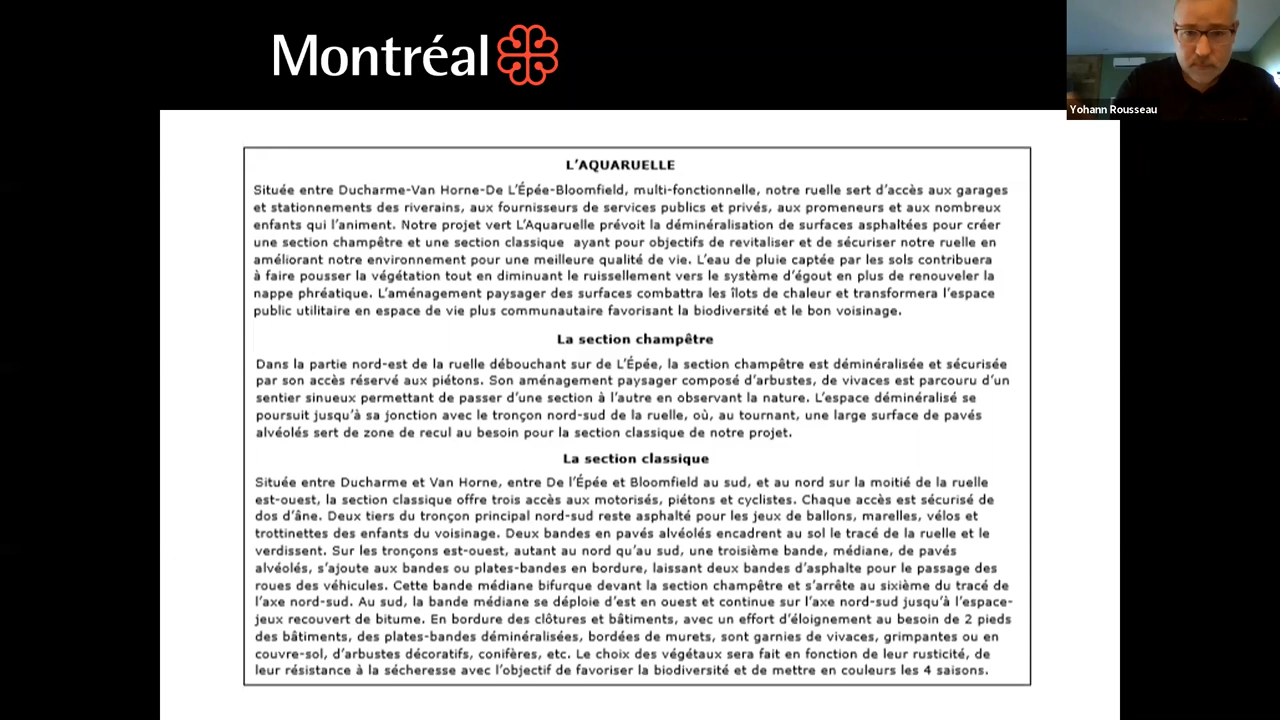 Montréal
Yohann Rousseau
L'AQUARUELLE
Située entre Ducharme-Van Horne-De L'Épée-Bloomfield, multi-fonctionnelle, notre ruelle sert d'accès aux garages
et stationnements des riverains, aux fournisseurs de services publics et privés, aux promeneurs et aux nombreux
enfants qui l'animent. Notre projet vert L'Aquaruelle prévoit la déminéralisation de surfaces asphaltées pour créer
une section champêtre et une section classique ayant pour objectifs de revitaliser et de sécuriser notre ruelle en
améliorant notre environnement pour une meilleure qualité de vie. L'eau de pluie captée par les sols contribuera
à faire pousser la végétation tout en diminuant le ruissellement vers le système d'égout en plus de renouveler la
nappe phréatique. L'aménagement paysager des surfaces combattra les îlots de chaleur et transformera l'espace
public utilitaire en espace de vie plus communautaire favorisant la biodiversité et le bon voisinage.
La section champêtre
Dans la partie nord-est de la ruelle débouchant sur de L'Épée, la section champêtre est déminéralisée et sécurisée
par son accès réservé aux piétons. Son aménagement paysager composé d'arbustes, de vivaces est parcouru d'un
sentier sinueux permettant de passer d'une section à l'autre en observant la nature. L'espace déminéralisé se
poursuit jusqu'à sa jonction avec le tronçon nord-sud de la ruelle, où, au tournant, une large surface de pavés
alvéolés sert de zone de recul au besoin pour la section classique de notre projet.
La section classique
Située entre Ducharme et Van Horne, entre De l'Épée et Bloomfield au sud, et au nord sur la moitié de la ruelle
est-ouest, la section classique offre trois accès aux motorisés, piétons et cyclistes. Chaque accès est sécurisé de
dos d'âne. Deux tiers du tronçon principal nord-sud reste asphalté pour les jeux de ballons, marelles, vélos et
trottinettes des enfants du voisinage. Deux bandes en pavés alvéolés encadrent au sol le tracé de la ruelle et le
verdissent. Sur les tronçons est-ouest, autant au nord qu'au sud, une troisième bande, médiane, de pavés
alvéolés, s'ajoute aux bandes ou plates-bandes en bordure, laissant deux bandes d'asphalte pour le passage des
roues des véhicules. Cette bande médiane bifurque devant la section champêtre et s'arrête au sixième du tracé de
l'axe nord-sud. Au sud, la bande médiane se déploie d'est en ouest et continue sur l'axe nord-sud jusqu'à l'espace-
jeux recouvert de bitume. En bordure des clôtures et bâtiments, avec un effort d'éloignement au besoin de 2 pieds
des bâtiments, des plates-bandes déminéralisées, bordées de murets, sont garnies de vivaces, grimpantes ou en
couvre-sol, d'arbustes décoratifs, conifères, etc. Le choix des végétaux sera fait en fonction de leur rusticité, de
leur résistance à la sécheresse avec l'objectif de favoriser la biodiversité et de mettre en couleurs les 4 saisons.